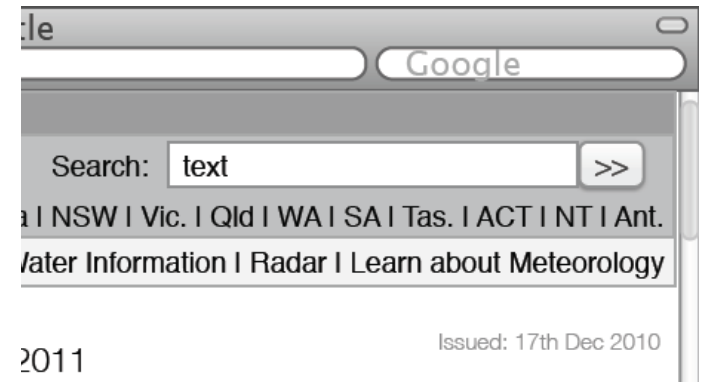 tle
Google
Search: text >>
a | NSW | Vic. | Qld | WA | SA | Tas. | ACT | NT | Ant.
Water Information | Radar | Learn about Meteorology
Issued: 17th Dec 2010
2011